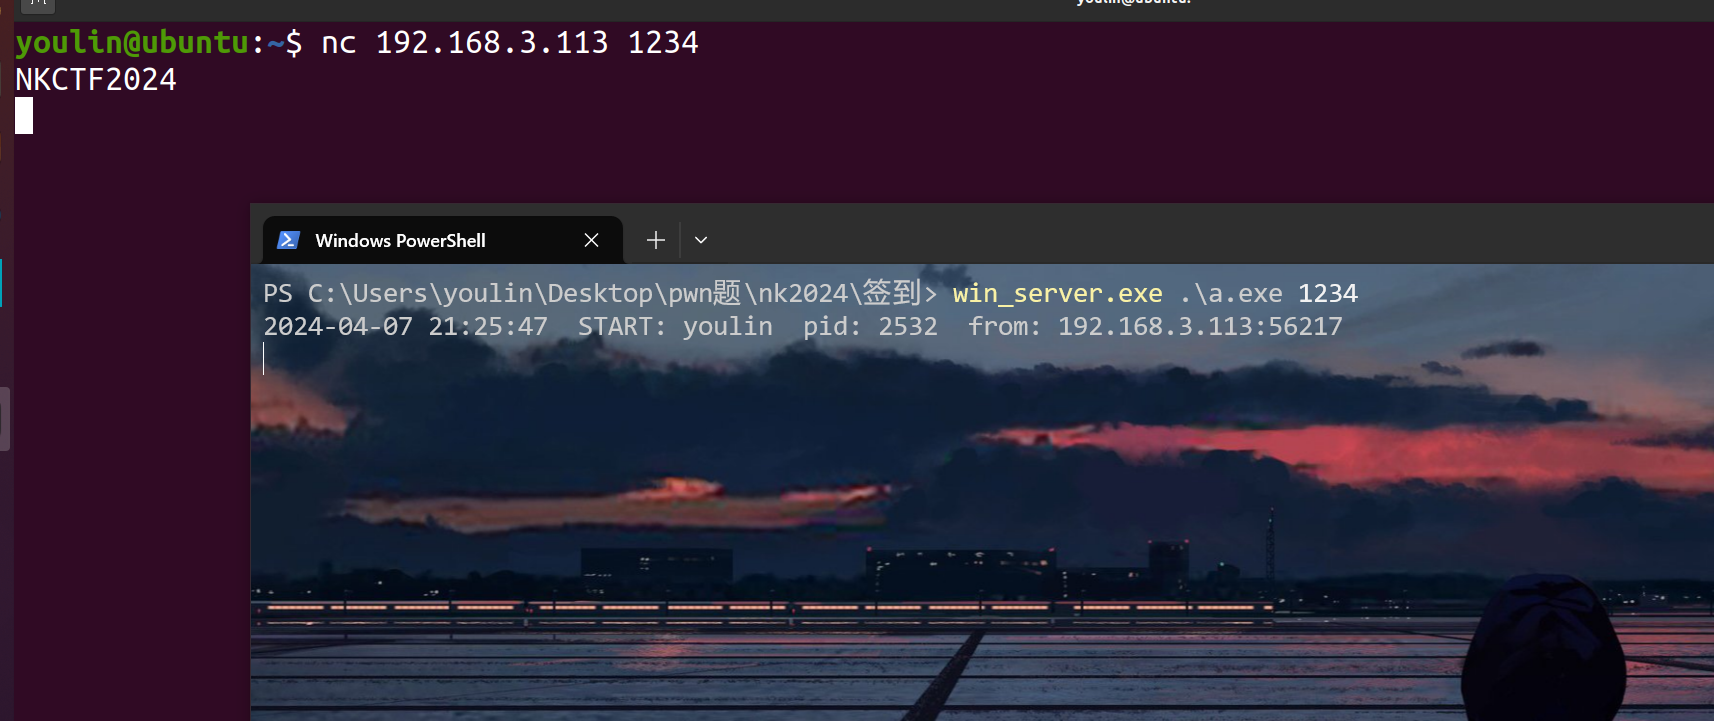 youlin@ubuntu:
youlin@ubuntu:~$ nc 192.168.3.113 1234
NKCTF2024
Windows PowerShell
PS C:\Users\youlin\Desktop\pwn题\nk2024\签到> win_server.exe .\a.exe 1234
2024-04-07 21:25:47  START: youlin  pid: 2532  from: 192.168.3.113:56217